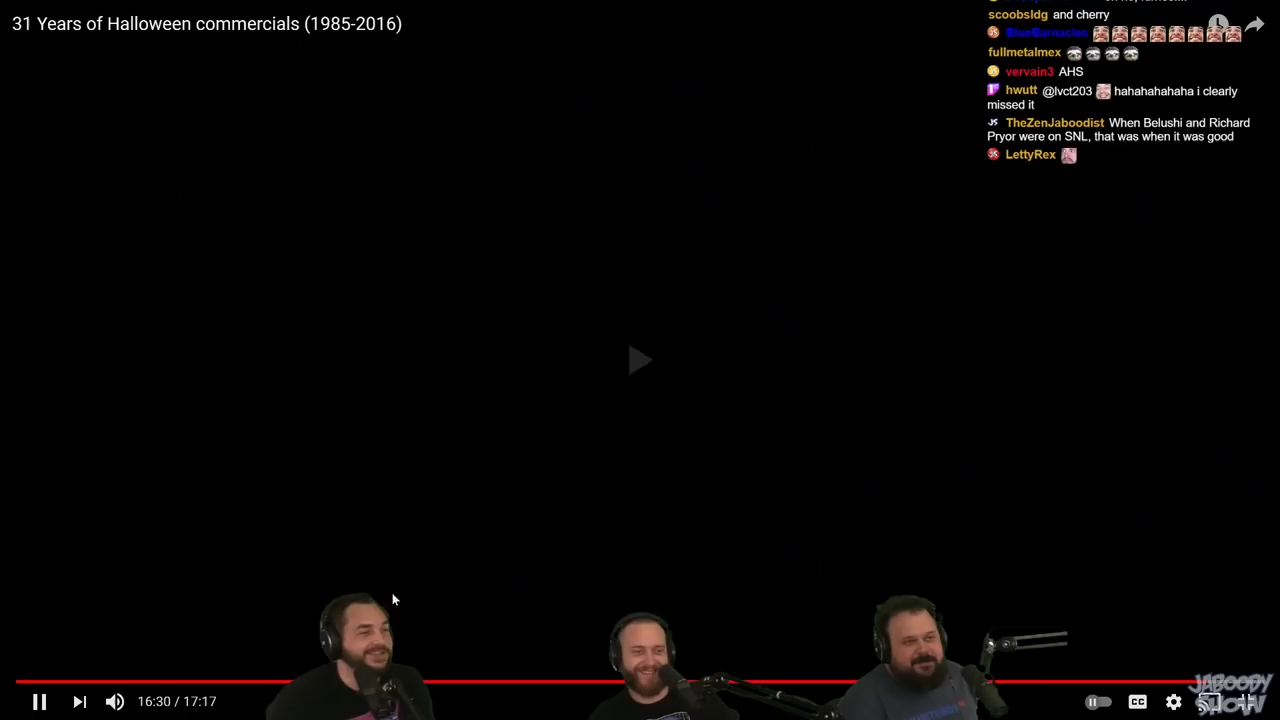 31 Years of Halloween commercials (1985-2016)
scoobsldg and cherry
BlueBarnacles
fullmetalmex
vervain3 AHS
hwutt @lvct203 hahahahahaha i clearly
missed it
TheZenJaboodist When Belushi and Richard
Pryor were on SNL, that was when it was good
LettyRex
16:30 / 17:17
CC
JABOODY
SHOW